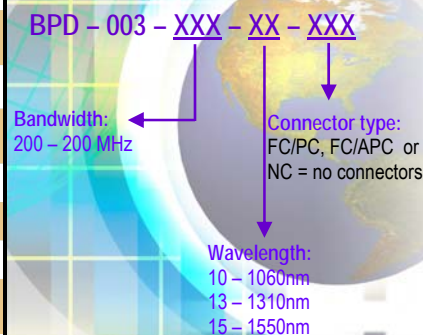 BPD – 003 – XXX – XX – XXX
Bandwidth:
200 – 200 MHz
Connector type:
FC/PC, FC/APC or
NC = no connectors
Wavelength:
10 – 1060nm
13 – 1310nm
15 – 1550nm